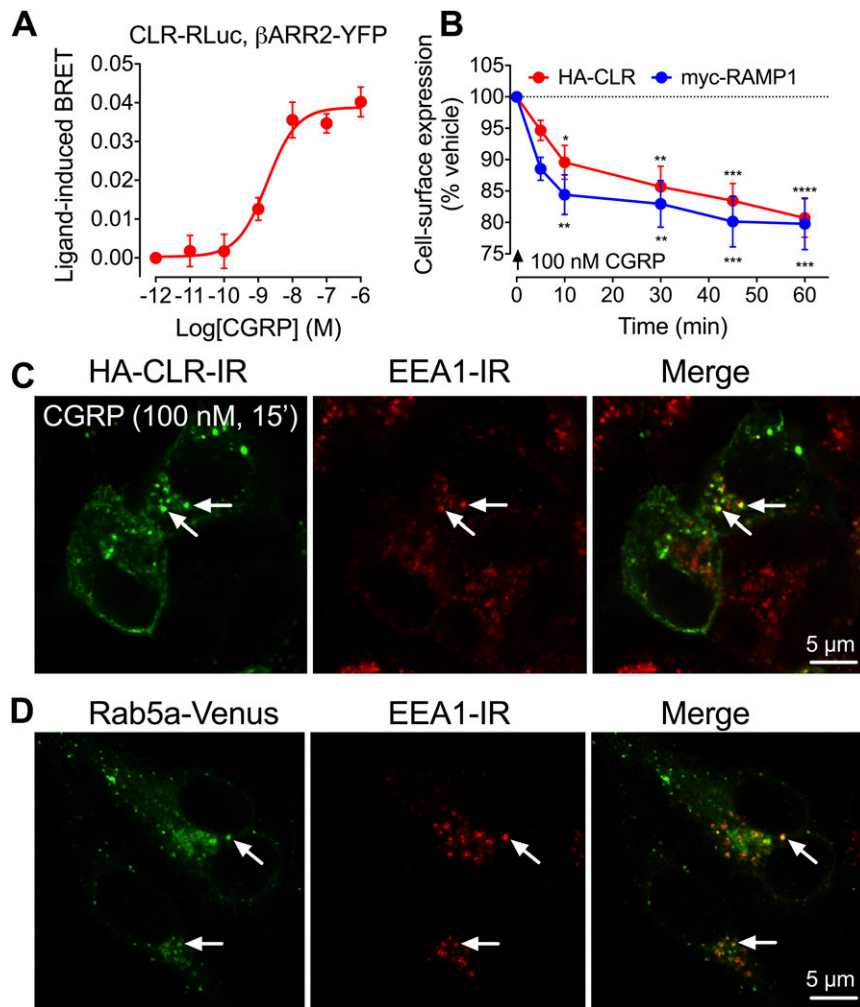 A
CLR-RLuc, βARR2-YFP
Ligand-induced BRET
0.05
0.04
0.03
0.02
0.01
0.00
-12 -11 -10 -9 -8 -7 -6
Log[CGRP] (M)
B
HA-CLR myc-RAMP1
Cell-surface expression
(% vehicle)
105
100
95
90
85
80
75
* ** *** ****
** ** *** ***
100 nM CGRP
0 10 20 30 40 50 60
Time (min)
C
HA-CLR-IR EEA1-IR Merge
CGRP (100 nM, 15')
5 µm
D
Rab5a-Venus EEA1-IR Merge
5 µm